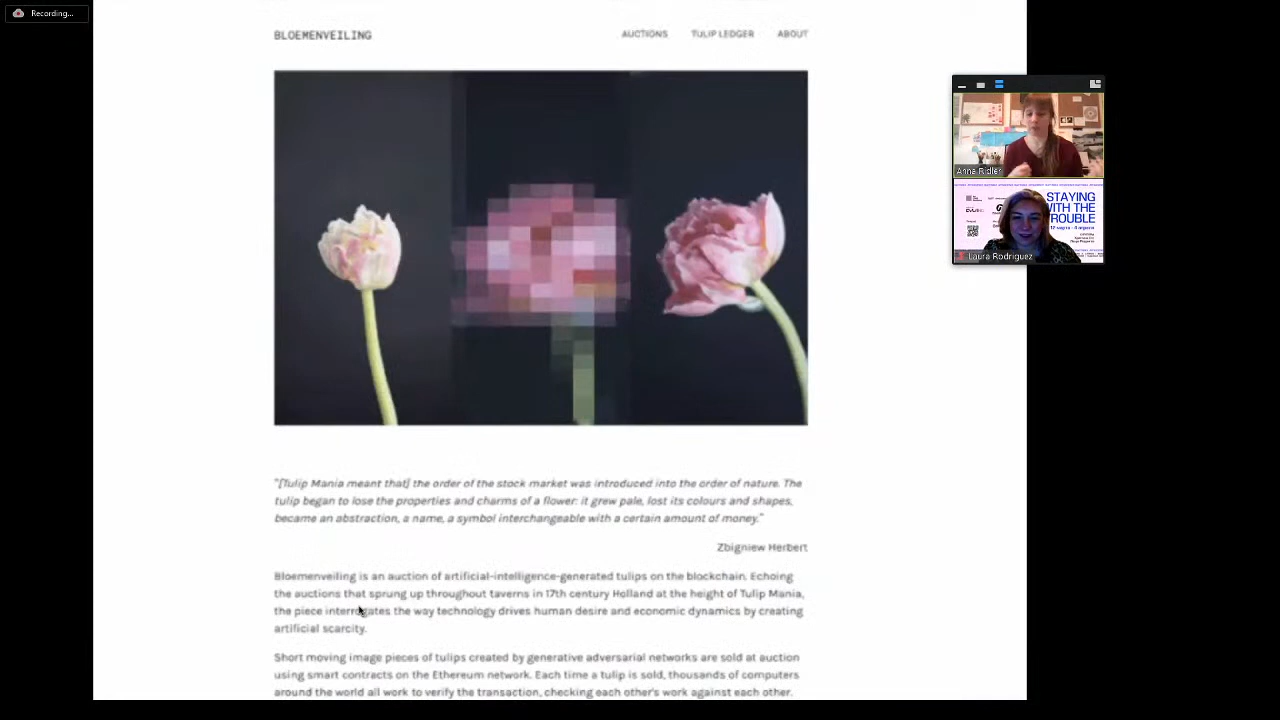 Recording...
BLOEMENVEILING
AUCTIONS TULIP LEDGER ABOUT
"[Tulip Mania meant that] the order of the stock market was introduced into the order of nature. The
tulip began to lose the properties and charms of a flower: it grew pale, lost its colours and shapes,
became an abstraction, a name, a symbol interchangeable with a certain amount of money."
Zbigniew Herbert
Bloemenveiling is an auction of artificial-intelligence-generated tulips on the blockchain. Echoing
the auctions that sprung up throughout taverns in 17th century Holland at the height of Tulip Mania,
the piece interrogates the way technology drives human desire and economic dynamics by creating
artificial scarcity.
Short moving image pieces of tulips created by generative adversarial networks are sold at auction
using smart contracts on the Ethereum network. Each time a tulip is sold, thousands of computers
around the world all work to verify the transaction, checking each other's work against each other.
Anna Ridler
STAYING
WITH THE
TROUBLE
Laura Rodriguez